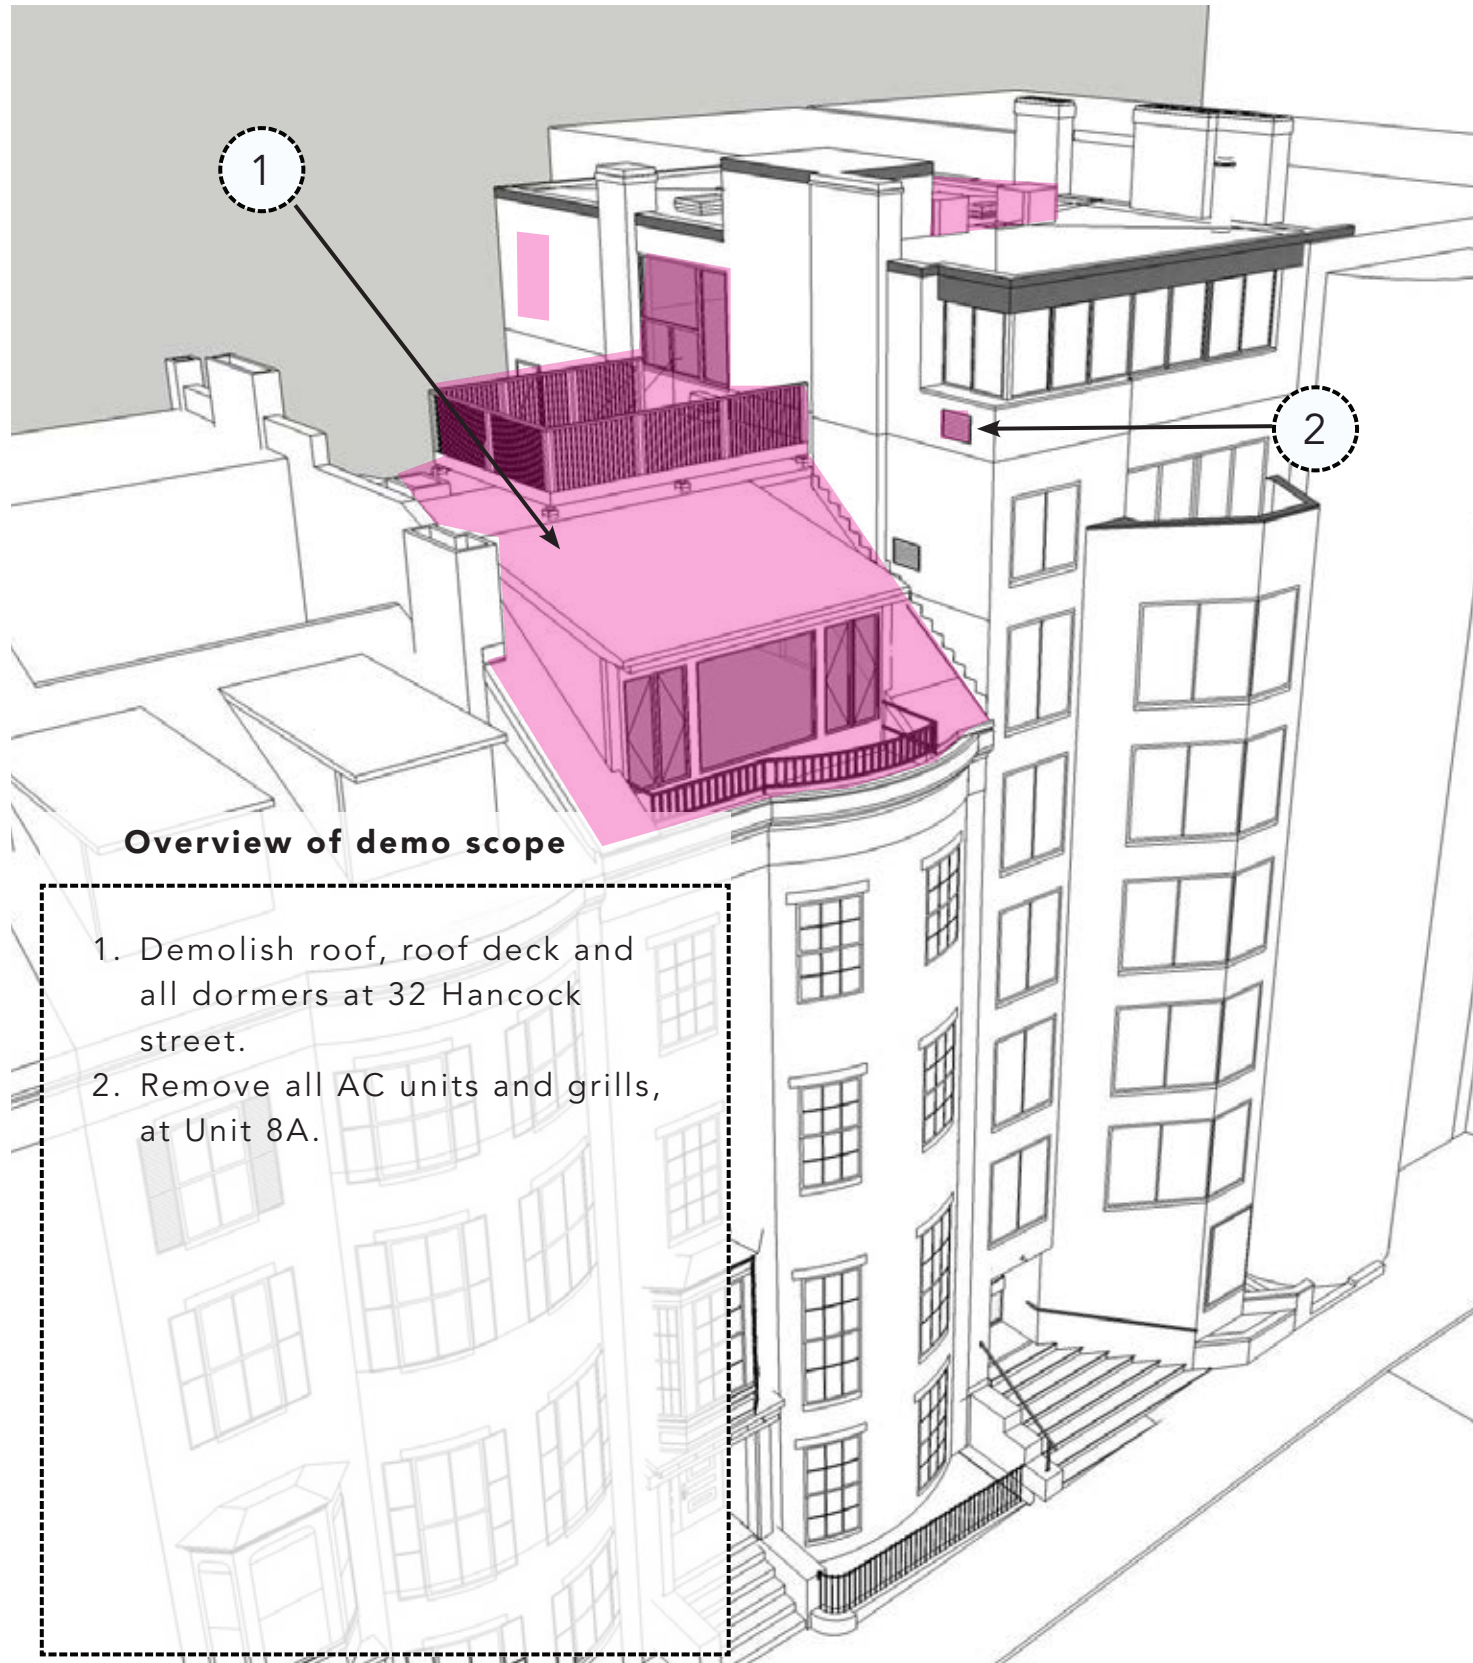 1
2
Overview of demo scope
1. Demolish roof, roof deck and
all dormers at 32 Hancock
street.
2. Remove all AC units and grills,
at Unit 8A.